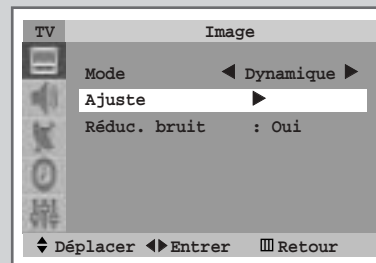 TV Image
Mode ◀ Dynamique ▶
Ajuste ▶
Réduc. bruit : Oui
Déplacer Entrer Retour